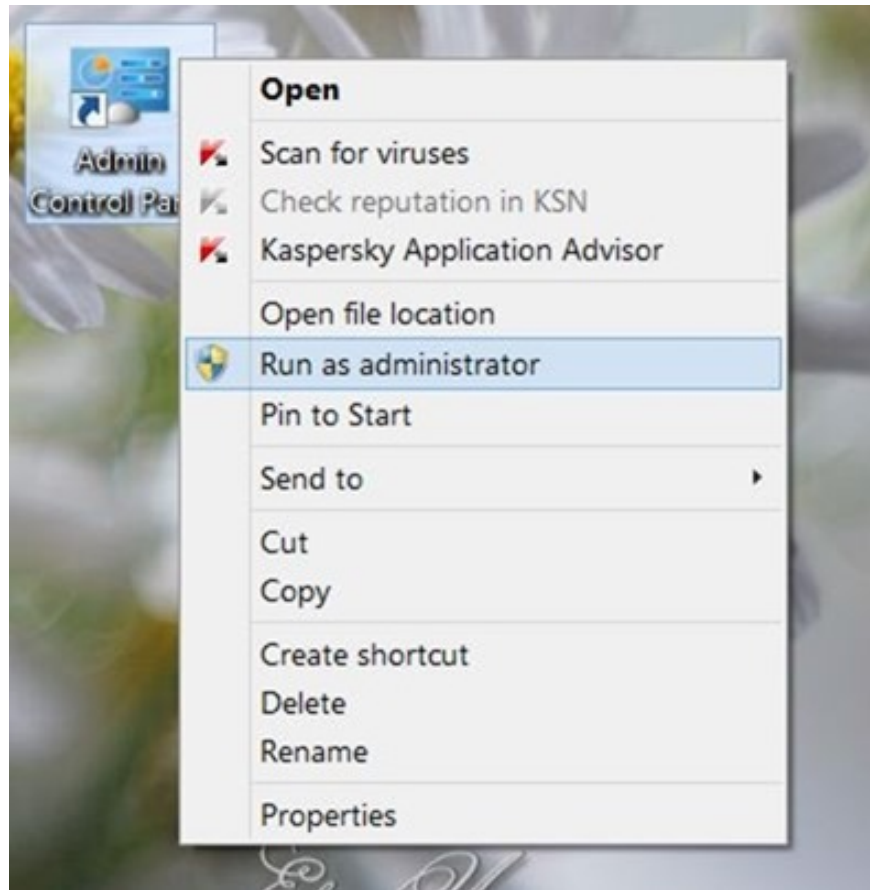 Admin
Control Pa
Open
Scan for viruses
Check reputation in KSN
Kaspersky Application Advisor
Open file location
Run as administrator
Pin to Start
Send to
Cut
Copy
Create shortcut
Delete
Rename
Properties